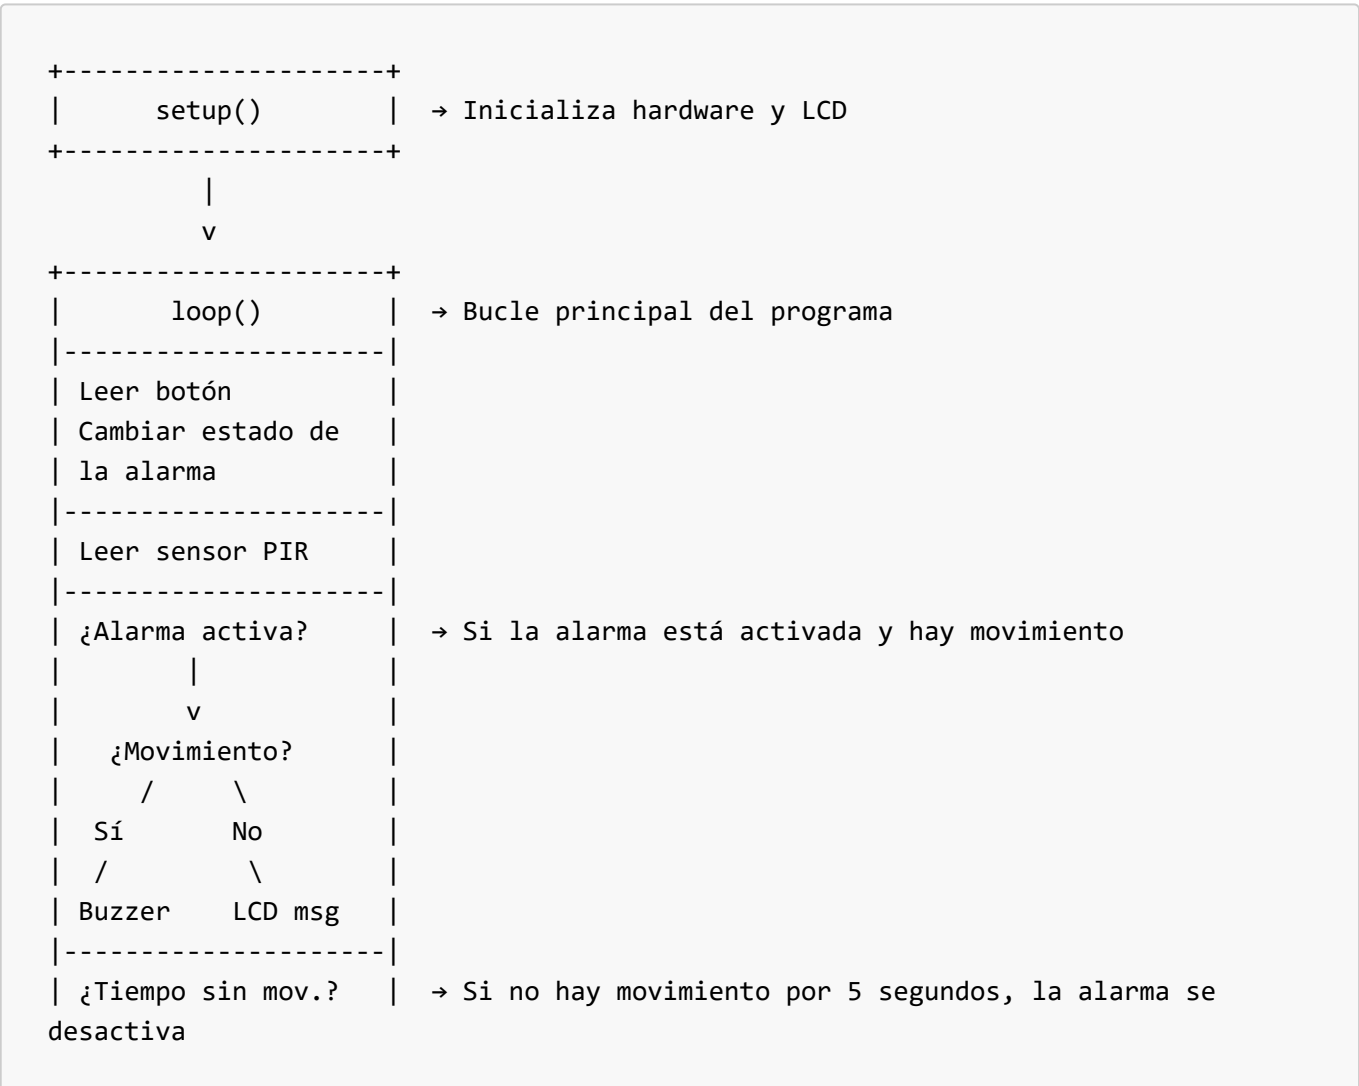 +---------------------+
|      setup()        |  → Inicializa hardware y LCD
+---------------------+
          |
          v
+---------------------+
|       loop()        |  → Bucle principal del programa
|---------------------|
| Leer botón          |
| Cambiar estado de   |
| la alarma           |
|---------------------|
| Leer sensor PIR     |
|---------------------|
| ¿Alarma activa?     |  → Si la alarma está activada y hay movimiento
|        |            |
|        v            |
|   ¿Movimiento?      |
|     /     \         |
|  Sí       No        |
|  /         \        |
| Buzzer    LCD msg   |
|---------------------|
| ¿Tiempo sin mov.?   |  → Si no hay movimiento por 5 segundos, la alarma se
desactiva